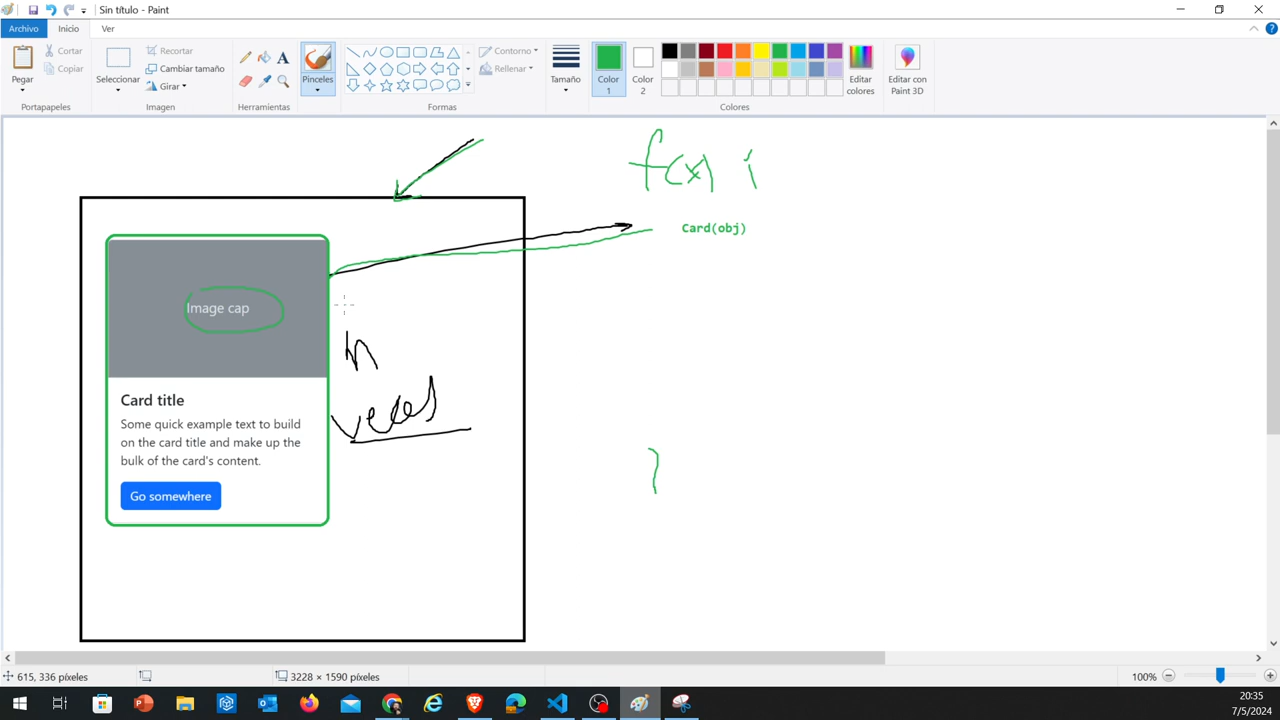 Sin título - Paint
Archivo Inicio Ver
Pegar
Cortar
Copiar
Portapapeles
Seleccionar
Recortar
Cambiar tamaño
Girar
Imagen
A
Herramientas
Pinceles
Contorno
Rellenar
Formas
Tamaño
Color 1
Color 2
Editar colores
Colores
Editar con Paint 3D
f(x)
Card(obj)
Image cap
n
veces
Card title
Some quick example text to build
on the card title and make up the
bulk of the card's content.
Go somewhere
615, 336 píxeles
3228 × 1590 píxeles
100%
20:35
7/5/2024